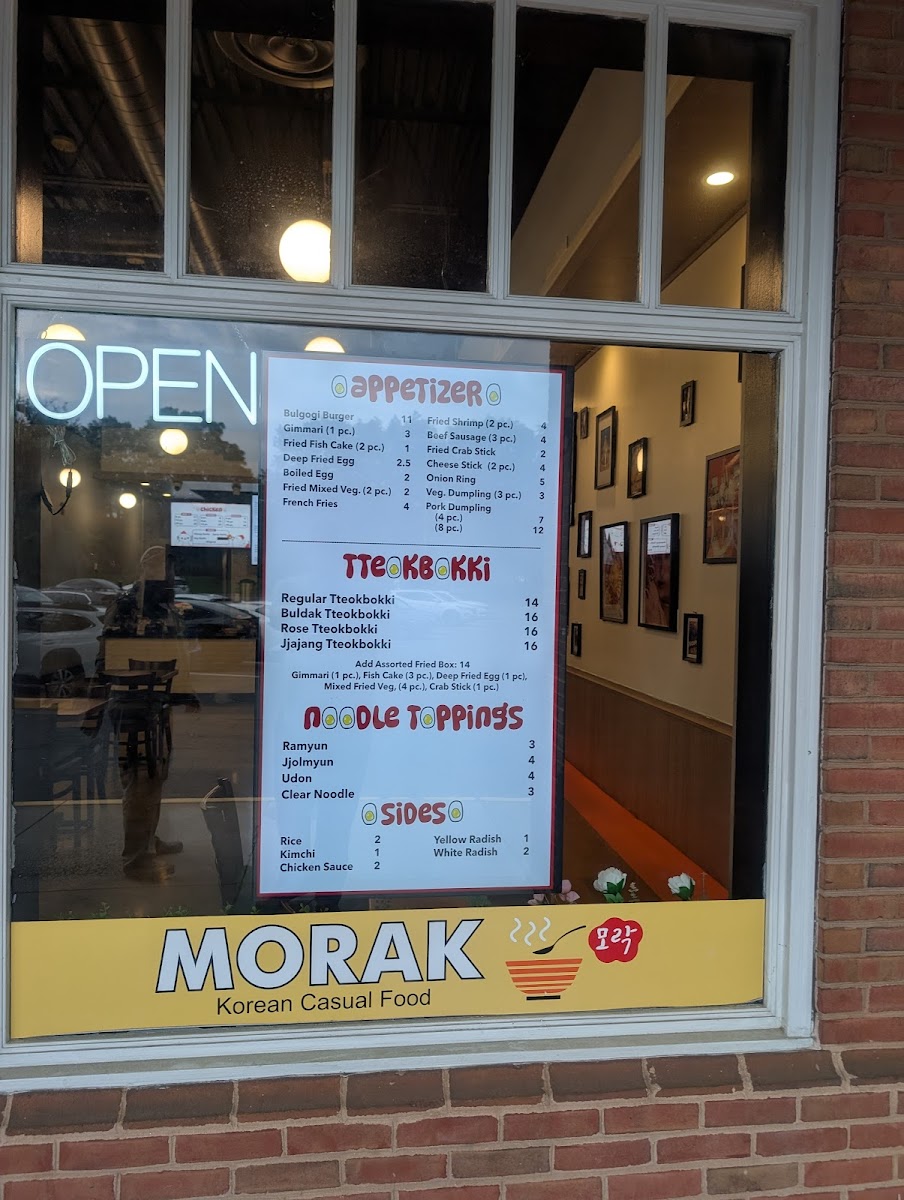 OPEN
APPETIZER
Bulgogi Burger 11
Gimmari (1 pc.) 3
Fried Fish Cake (2 pc.) 1
Deep Fried Egg 2.5
Boiled Egg 2
Fried Mixed Veg. (2 pc.) 2
French Fries 4
Fried Shrimp (2 pc.) 4
Beef Sausage (3 pc.) 4
Fried Crab Stick 2
Cheese Stick (2 pc.) 4
Onion Ring 5
Veg. Dumpling (3 pc.) 3
Pork Dumpling
(4 pc.) 7
(8 pc.) 12
TTEOKBOKKI
Regular Tteokbokki 14
Buldak Tteokbokki 16
Rose Tteokbokki 16
Jjajang Tteokbokki 16
Add Assorted Fried Box: 14
Gimmari (1 pc.), Fish Cake (3 pc.), Deep Fried Egg (1 pc),
Mixed Fried Veg, (4 pc.), Crab Stick (1 pc.)
NOODLE TOPPINGS
Ramyun 3
Jjolmyun 4
Udon 4
Clear Noodle 3
SIDES
Rice 2
Kimchi 1
Chicken Sauce 2
Yellow Radish 1
White Radish 2
MORAK
Korean Casual Food
모락